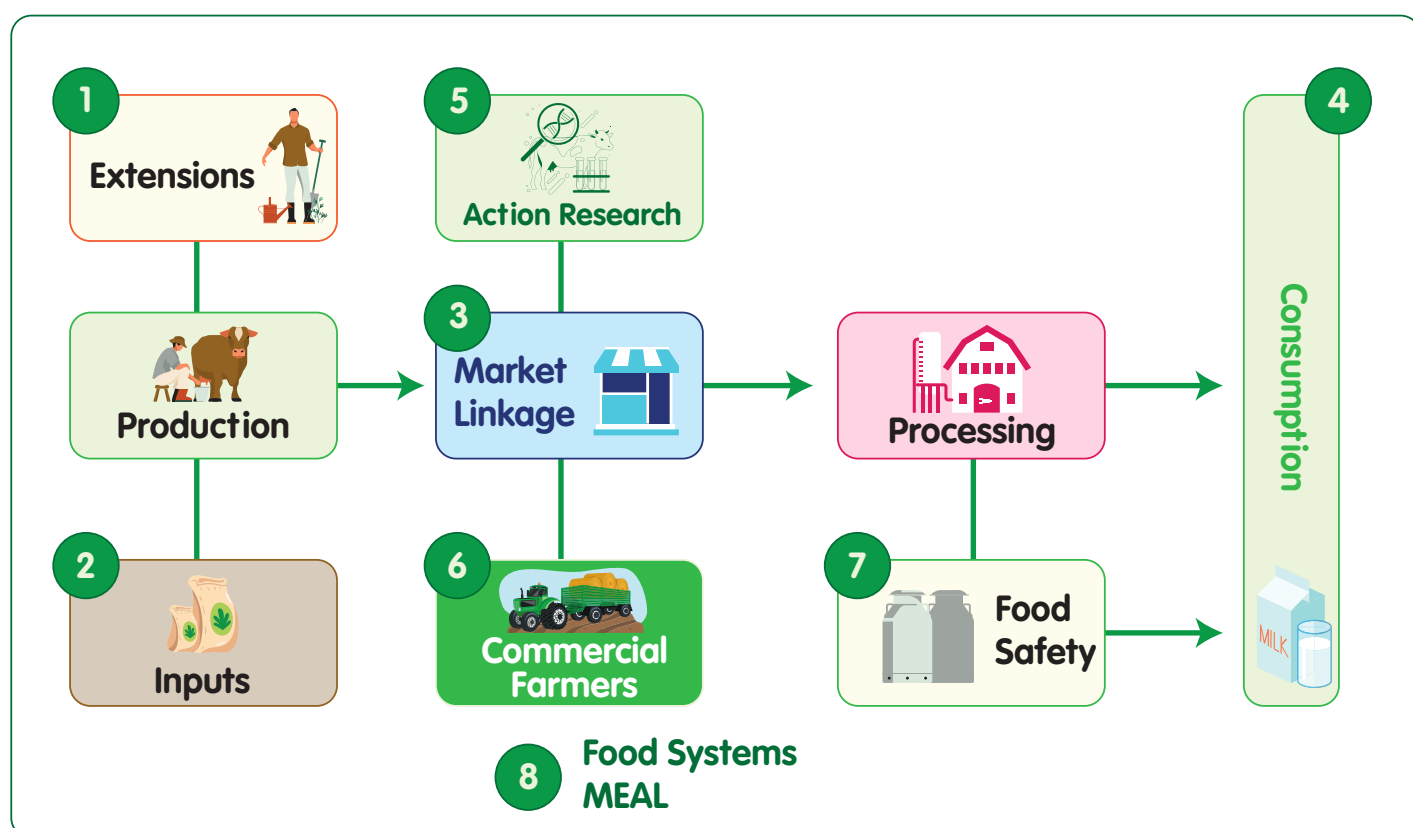 1
Extensions
5
Action Research
4
Consumption
Production
3
Market
Linkage
Processing
2
Inputs
6
Commercial
Farmers
7
Food
Safety
MILK
8
Food Systems
MEAL